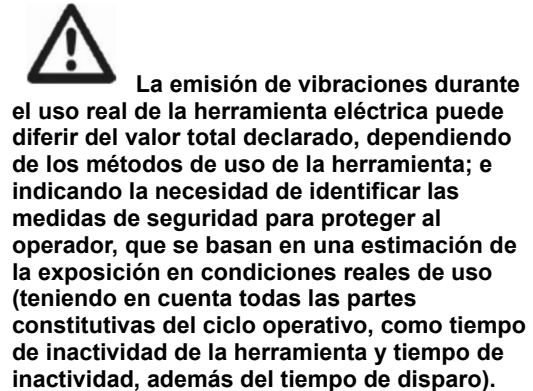 La emisión de vibraciones durante
el uso real de la herramienta eléctrica puede
diferir del valor total declarado, dependiendo
de los métodos de uso de la herramienta; e
indicando la necesidad de identificar las
medidas de seguridad para proteger al
operador, que se basan en una estimación de
la exposición en condiciones reales de uso
(teniendo en cuenta todas las partes
constitutivas del ciclo operativo, como tiempo
de inactividad de la herramienta y tiempo de
inactividad, además del tiempo de disparo).